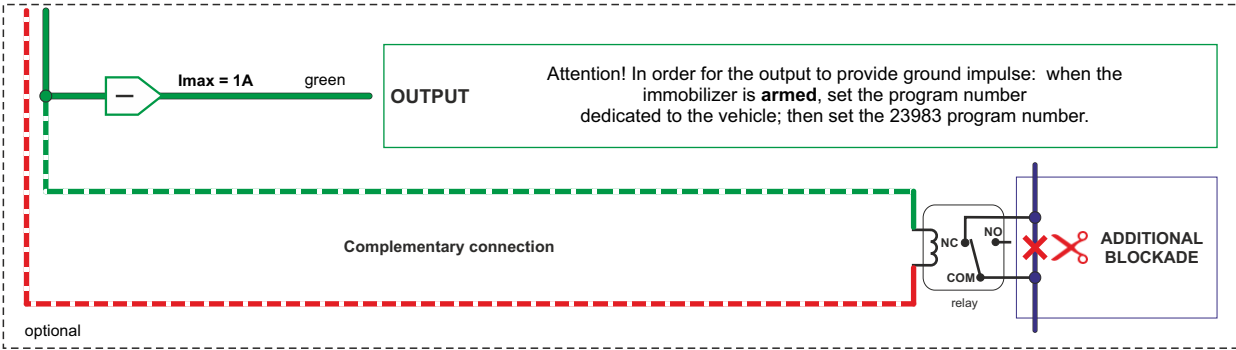 Imax = 1A
green
OUTPUT
Attention! In order for the output to provide ground impulse: when the
immobilizer is armed, set the program number
dedicated to the vehicle; then set the 23983 program number.
Complementary connection
NC
NO
COM
relay
ADDITIONAL
BLOCKADE
optional